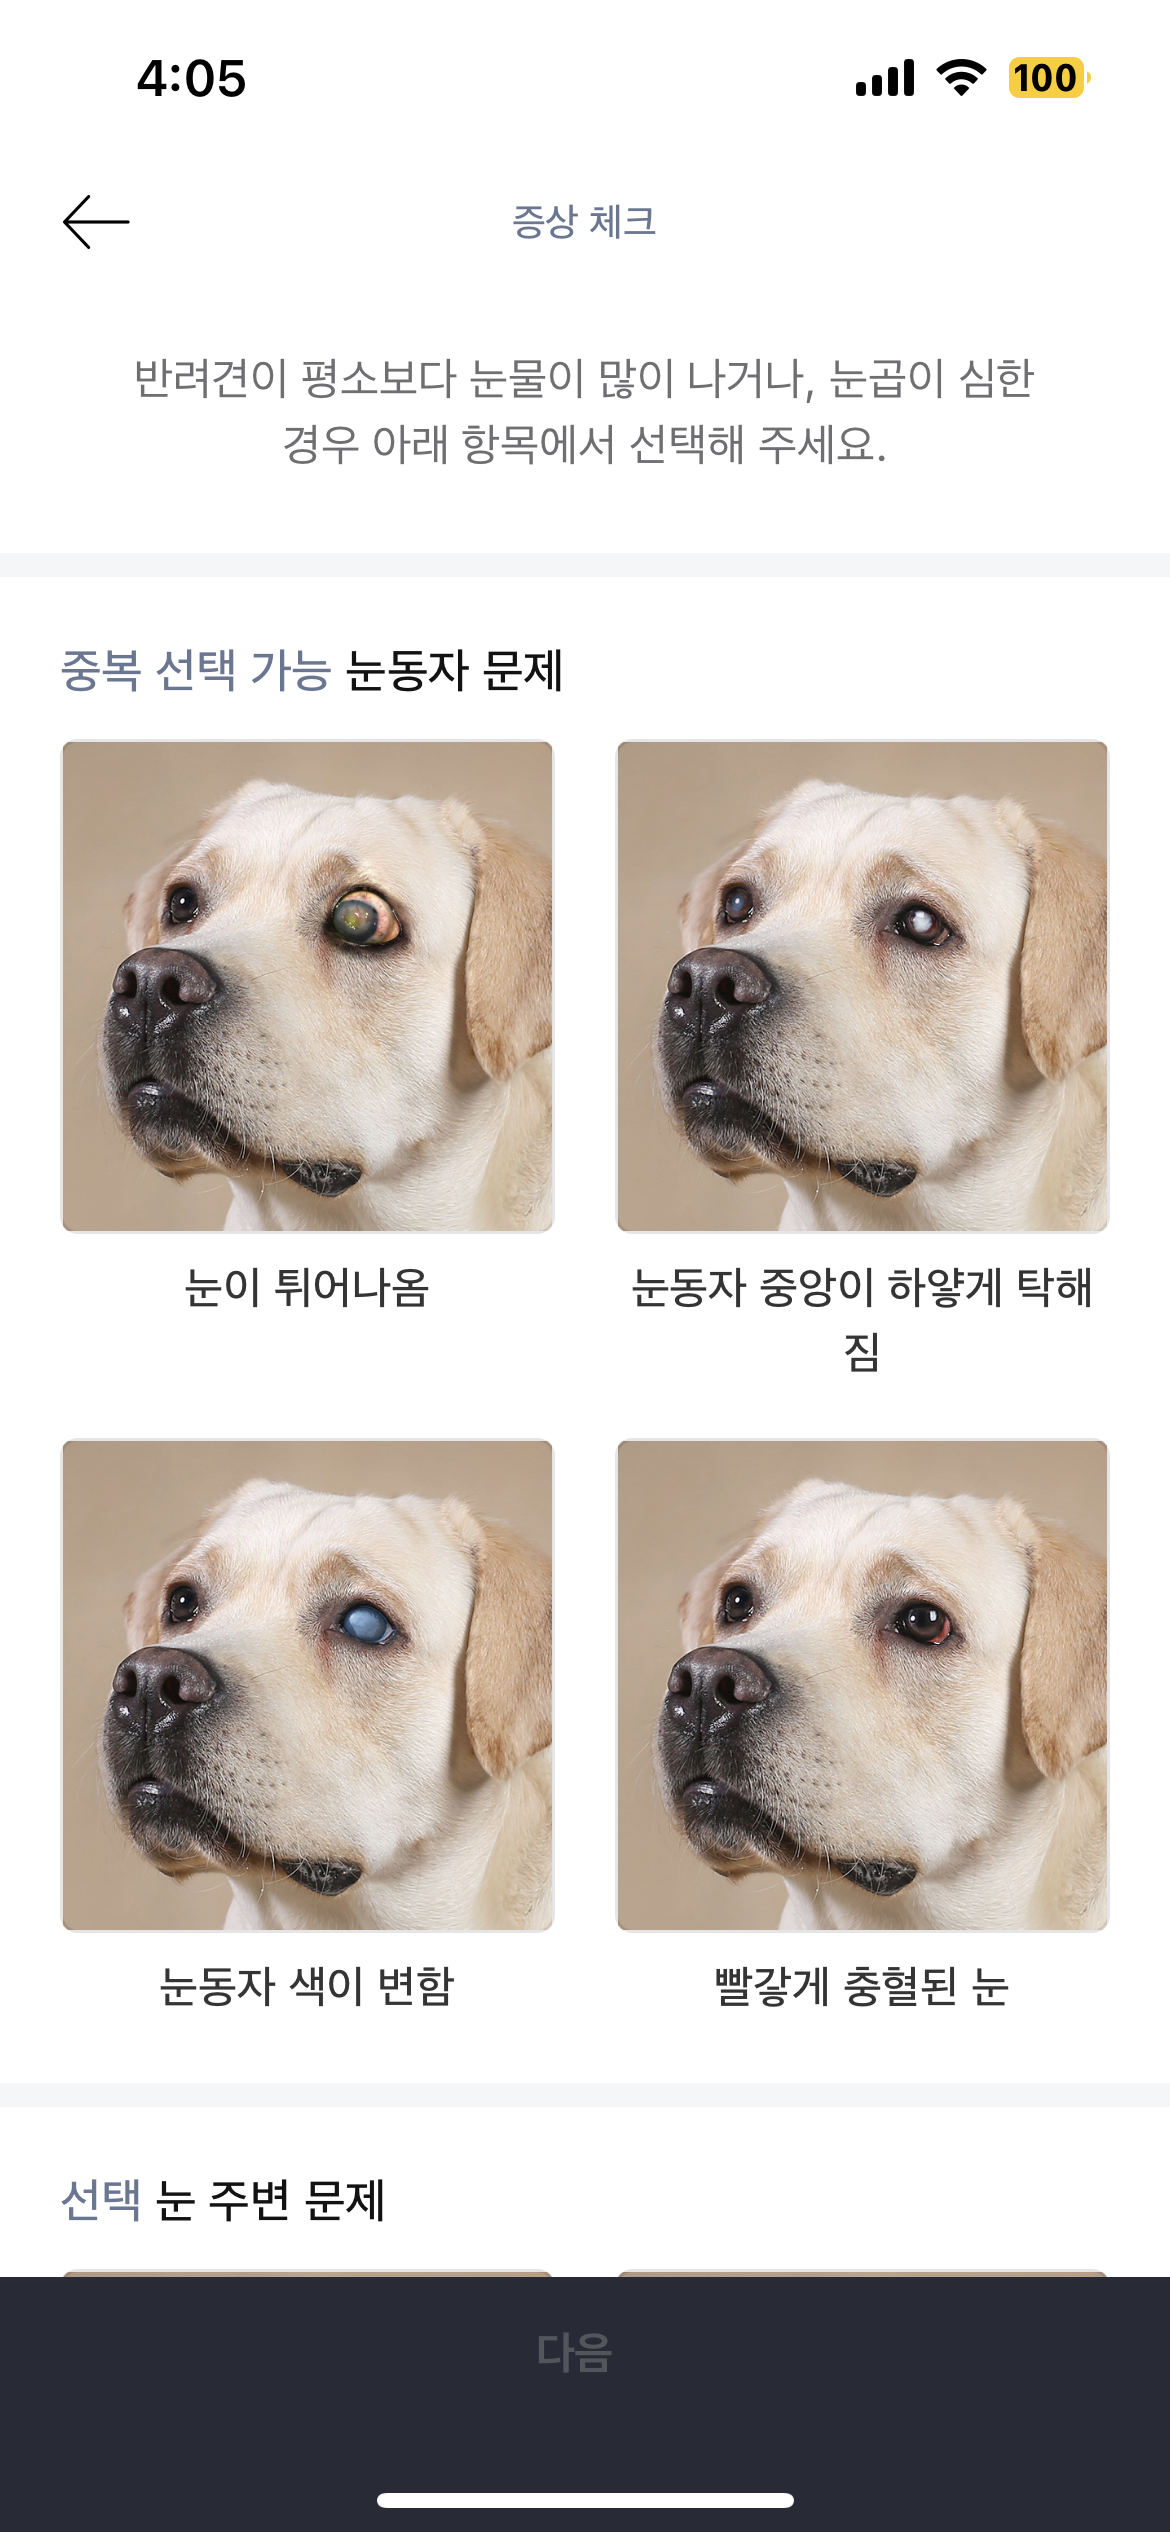 4:05
100
증상 체크
반려견이 평소보다 눈물이 많이 나거나, 눈곱이 심한
경우 아래 항목에서 선택해 주세요.
중복 선택 가능 눈동자 문제
눈이 튀어나옴
눈동자 중앙이 하얗게 탁해
짐
눈동자 색이 변함
빨갛게 충혈된 눈
선택 눈 주변 문제
다음